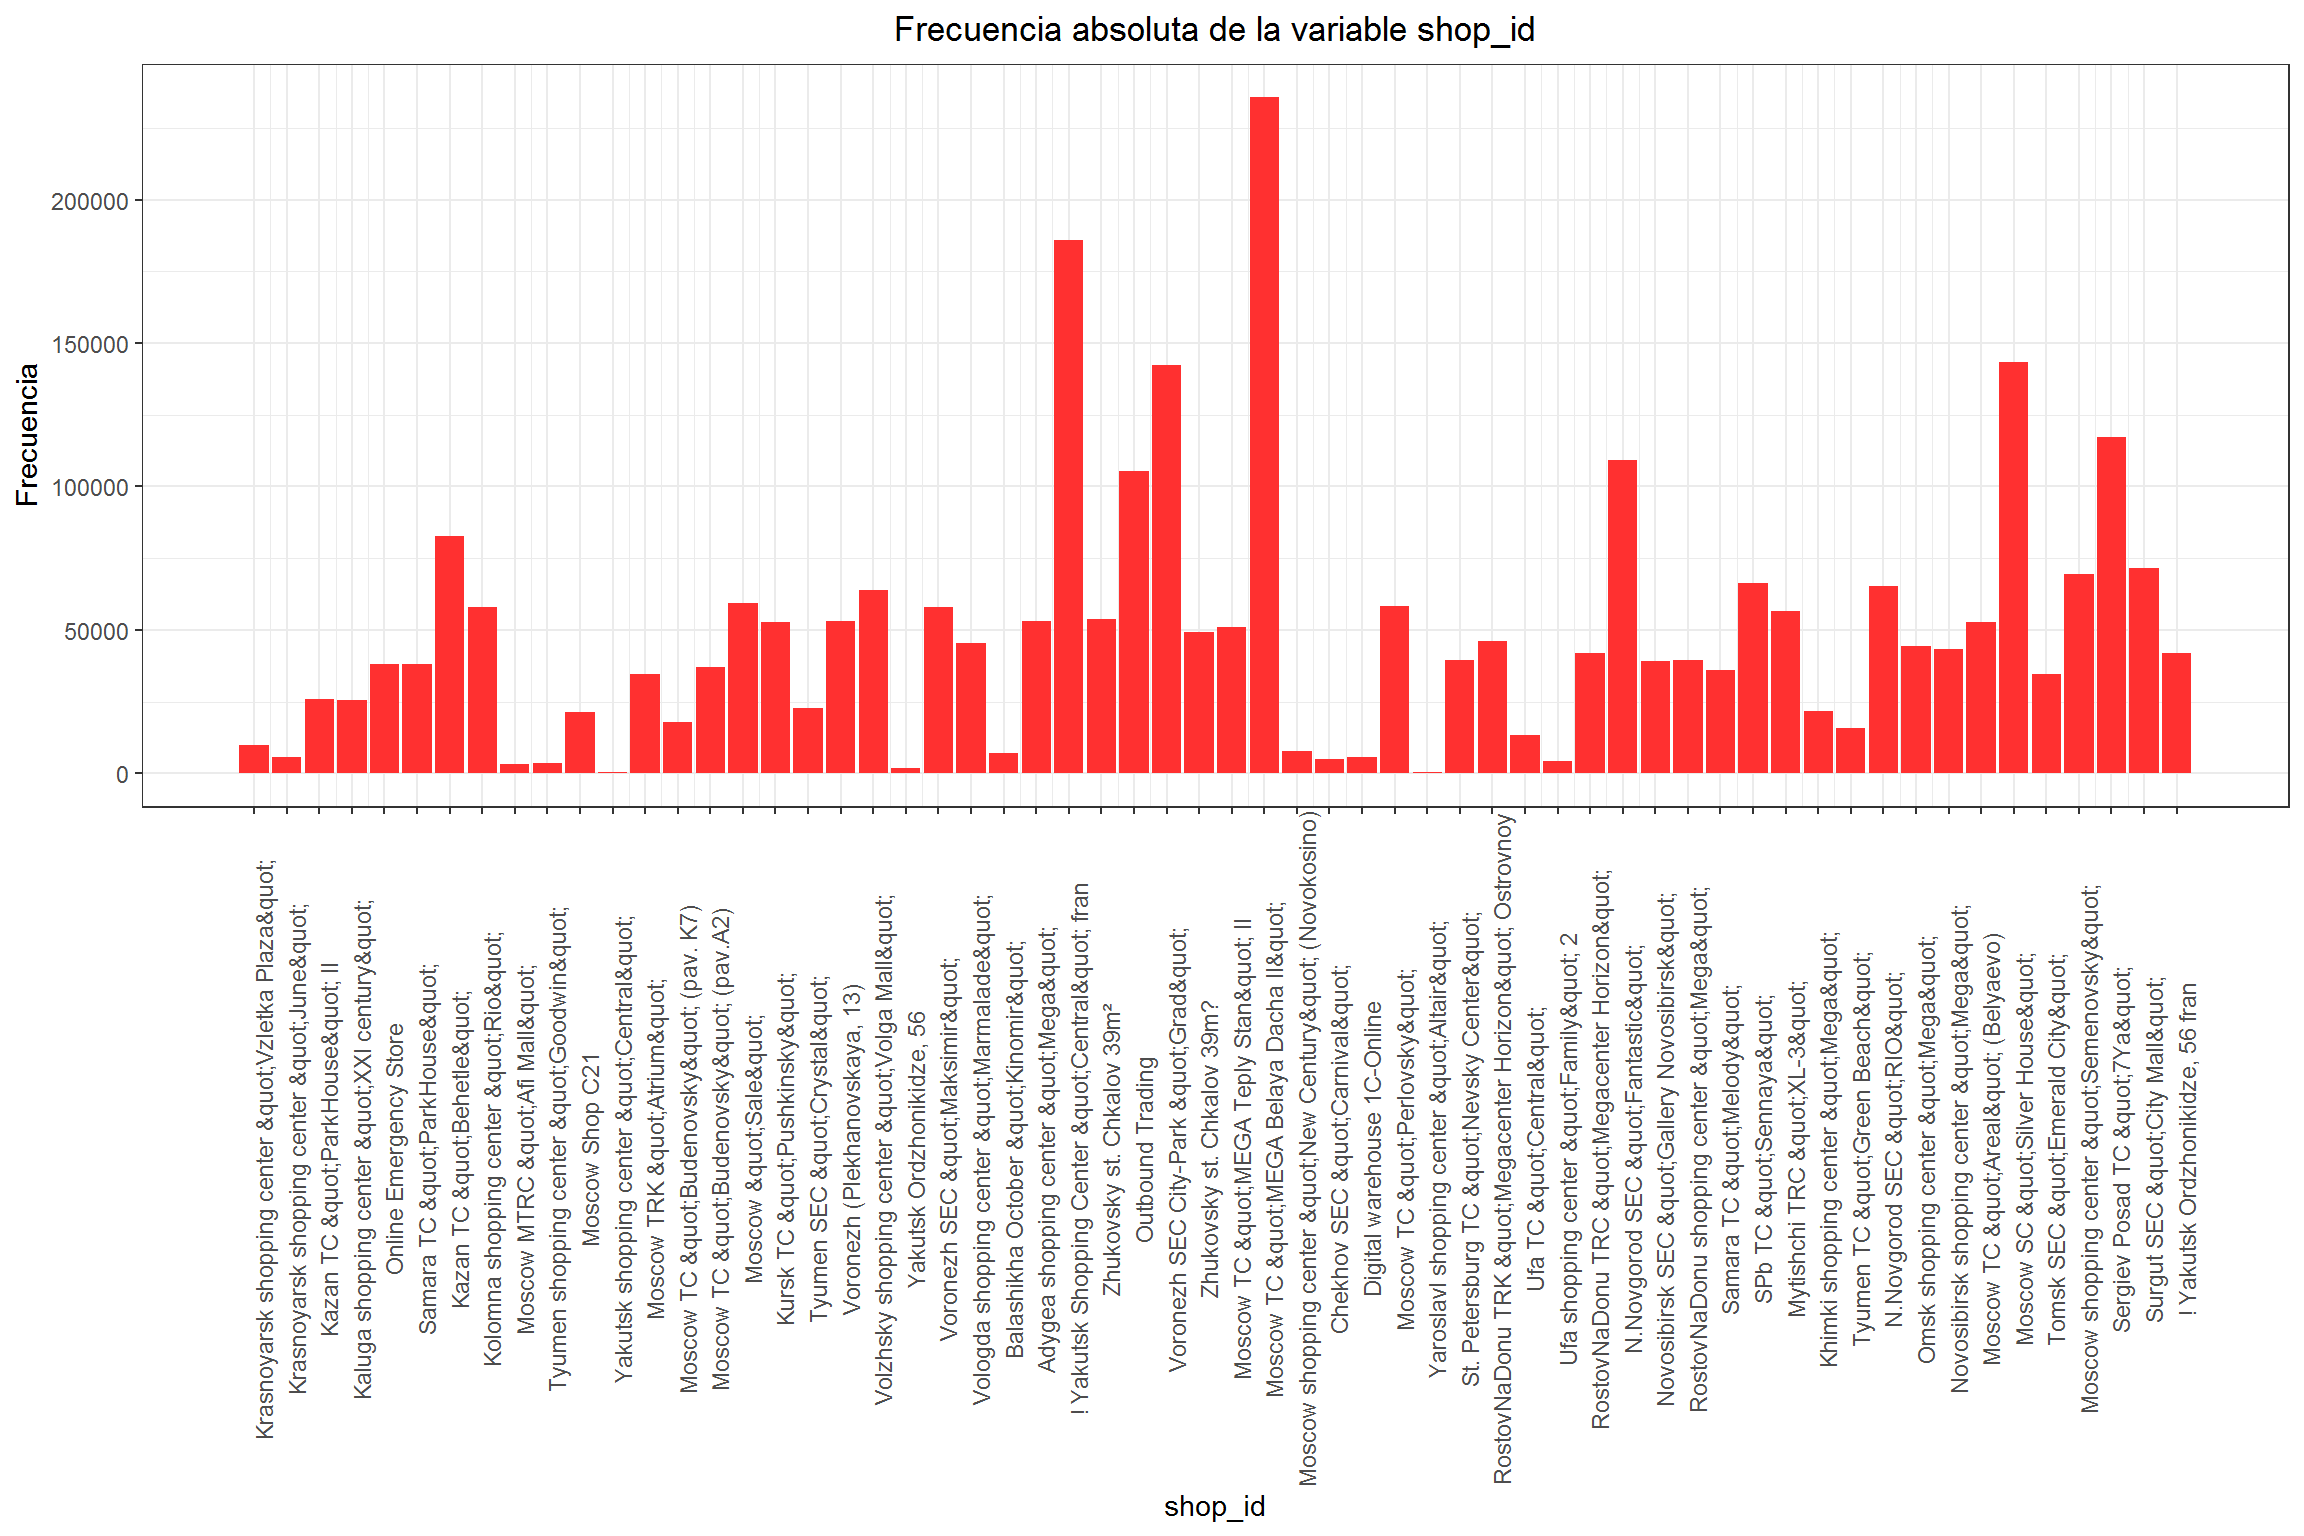 Frecuencia absoluta de la variable shop_id
Frecuencia
200000
150000
100000
50000
0
Krasnoyarsk shopping center &quot;Vzletka Plaza&quot;
Krasnoyarsk shopping center &quot;June&quot;
Kazan TC &quot;ParkHouse&quot; II
Kaluga shopping center &quot;XXI century&quot;
Online Emergency Store
Samara TC &quot;ParkHouse&quot;
Kazan TC &quot;Behetle&quot;
Kolomna shopping center &quot;Rio&quot;
Moscow MTRC &quot;Afi Mall&quot;
Tyumen shopping center &quot;Goodwin&quot;
Moscow Shop C21
Yakutsk shopping center &quot;Central&quot;
Moscow TRK &quot;Atrium&quot;
Moscow TC &quot;Budenovsky&quot; (pav. K7)
Moscow TC &quot;Budenovsky&quot; (pav.A2)
Moscow &quot;Sale&quot;
Kursk TC &quot;Pushkinsky&quot;
Tyumen SEC &quot;Crystal&quot;
Voronezh (Plekhanovskaya, 13)
Volzhsky shopping center &quot;Volga Mall&quot;
Yakutsk Ordzhonikidze, 56
Voronezh SEC &quot;Maksimir&quot;
Vologda shopping center &quot;Marmalade&quot;
Balashikha October &quot;Kinomir&quot;
Adygea shopping center &quot;Mega&quot;
! Yakutsk Shopping Center &quot;Central&quot; fran
Zhukovsky st. Chkalov 39m²
Outbound Trading
Voronezh SEC City-Park &quot;Grad&quot;
Zhukovsky st. Chkalov 39m?
Moscow TC &quot;MEGA Teply Stan&quot; II
Moscow TC &quot;MEGA Belaya Dacha II&quot;
Moscow shopping center &quot;New Century&quot; (Novokosino)
Chekhov SEC &quot;Carnival&quot;
Digital warehouse 1C-Online
Moscow TC &quot;Perlovsky&quot;
Yaroslavl shopping center &quot;Altair&quot;
St. Petersburg TC &quot;Nevsky Center&quot;
RostovNaDonu TRK &quot;Megacenter Horizon&quot; Ostrovnoy
Ufa TC &quot;Central&quot;
Ufa shopping center &quot;Family&quot; 2
RostovNaDonu TRC &quot;Megacenter Horizon&quot;
N.Novgorod SEC &quot;Fantastic&quot;
Novosibirsk SEC &quot;Gallery Novosibirsk&quot;
RostovNaDonu shopping center &quot;Mega&quot;
Samara TC &quot;Melody&quot;
SPb TC &quot;Sennaya&quot;
Mytishchi TRC &quot;XL-3&quot;
Khimki shopping center &quot;Mega&quot;
Tyumen TC &quot;Green Beach&quot;
N.Novgorod SEC &quot;RIO&quot;
Omsk shopping center &quot;Mega&quot;
Novosibirsk shopping center &quot;Mega&quot;
Moscow TC &quot;Areal&quot; (Belyaevo)
Moscow SC &quot;Silver House&quot;
Tomsk SEC &quot;Emerald City&quot;
Moscow shopping center &quot;Semenovsky&quot;
Sergiev Posad TC &quot;7Ya&quot;
Surgut SEC &quot;City Mall&quot;
! Yakutsk Ordzhonikidze, 56 fran
shop_id